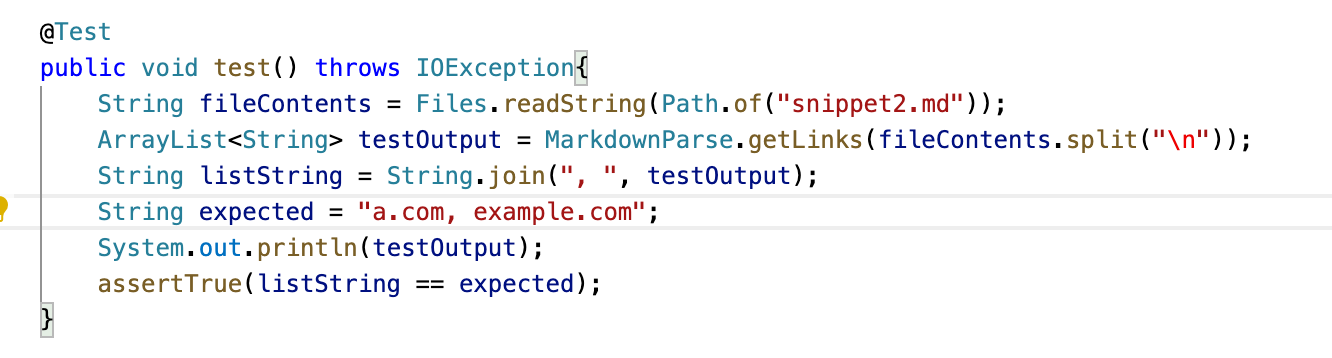 @Test
public void test() throws IOException{
    String fileContents = Files.readString(Path.of("snippet2.md"));
    ArrayList<String> testOutput = MarkdownParse.getLinks(fileContents.split("\n"));
    String listString = String.join(", ", testOutput);
    String expected = "a.com, example.com";
    System.out.println(testOutput);
    assertTrue(listString == expected);
}